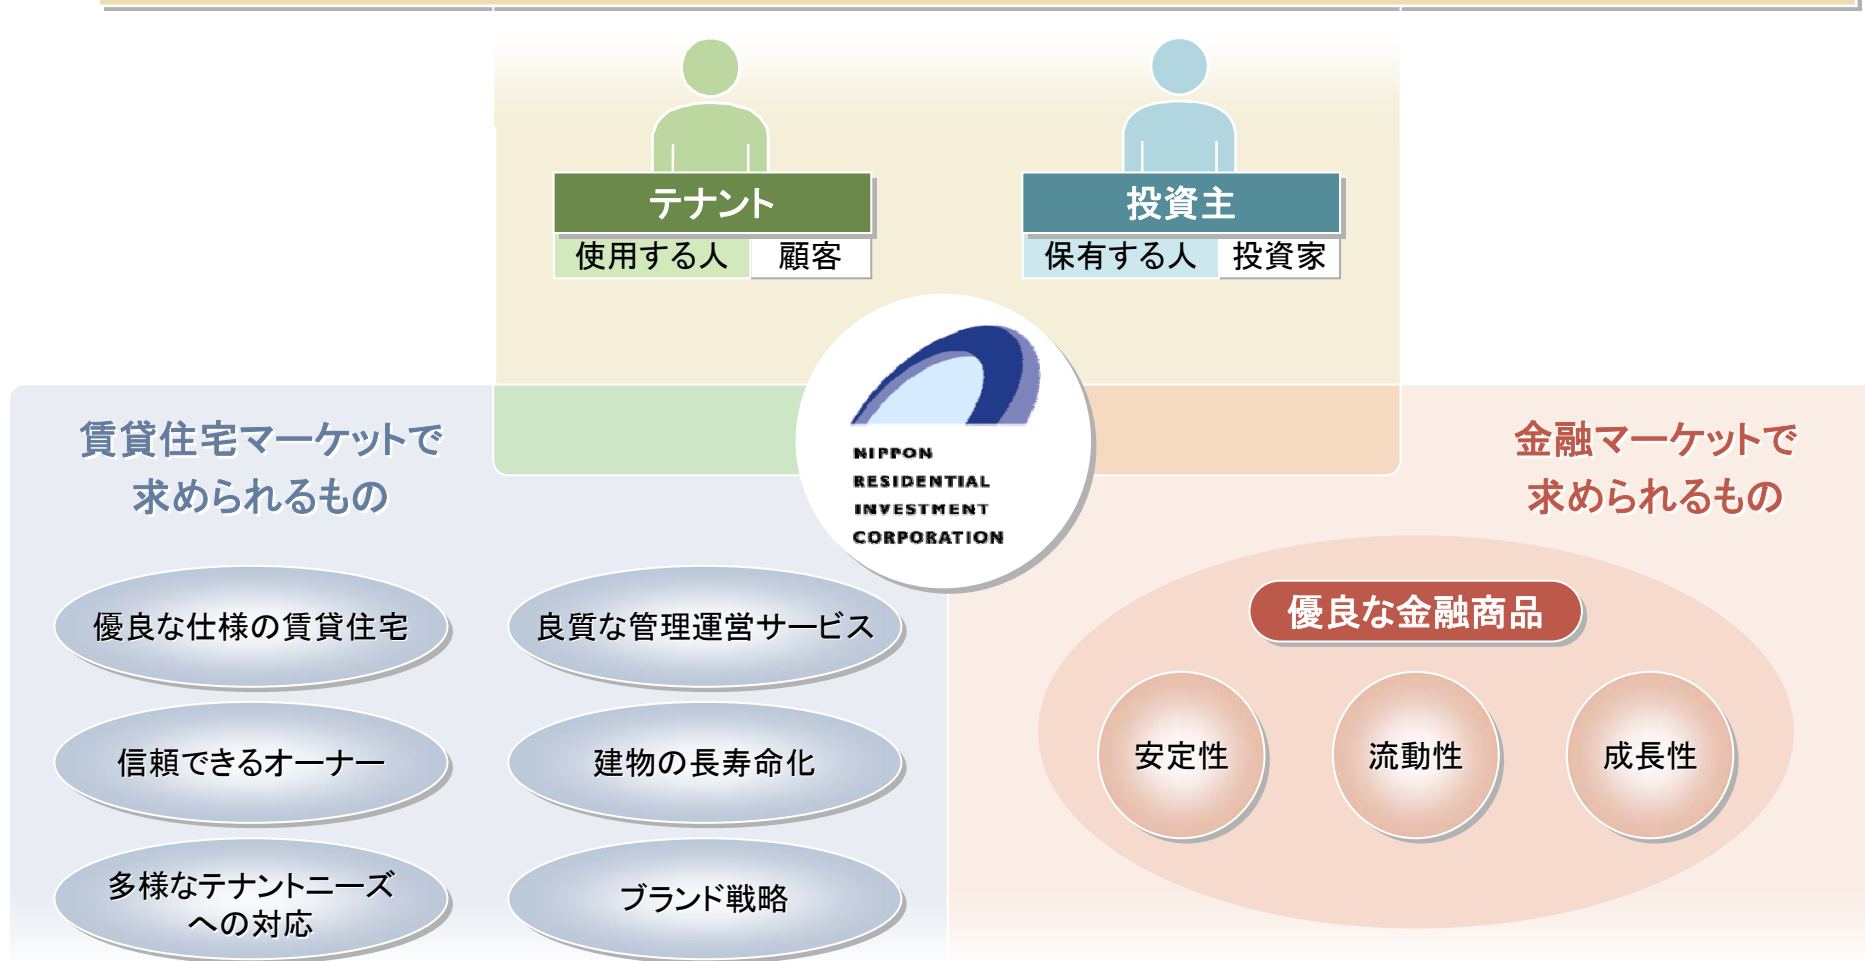 テナント
使用する人 顧客
投資主
保有する人 投資家
NIPPON
RESIDENTIAL
INVESTMENT
CORPORATION
賃貸住宅マーケットで
求められるもの
優良な仕様の賃貸住宅
良質な管理運営サービス
信頼できるオーナー
建物の長寿命化
多様なテナントニーズ
への対応
ブランド戦略
金融マーケットで
求められるもの
優良な金融商品
安定性
流動性
成長性